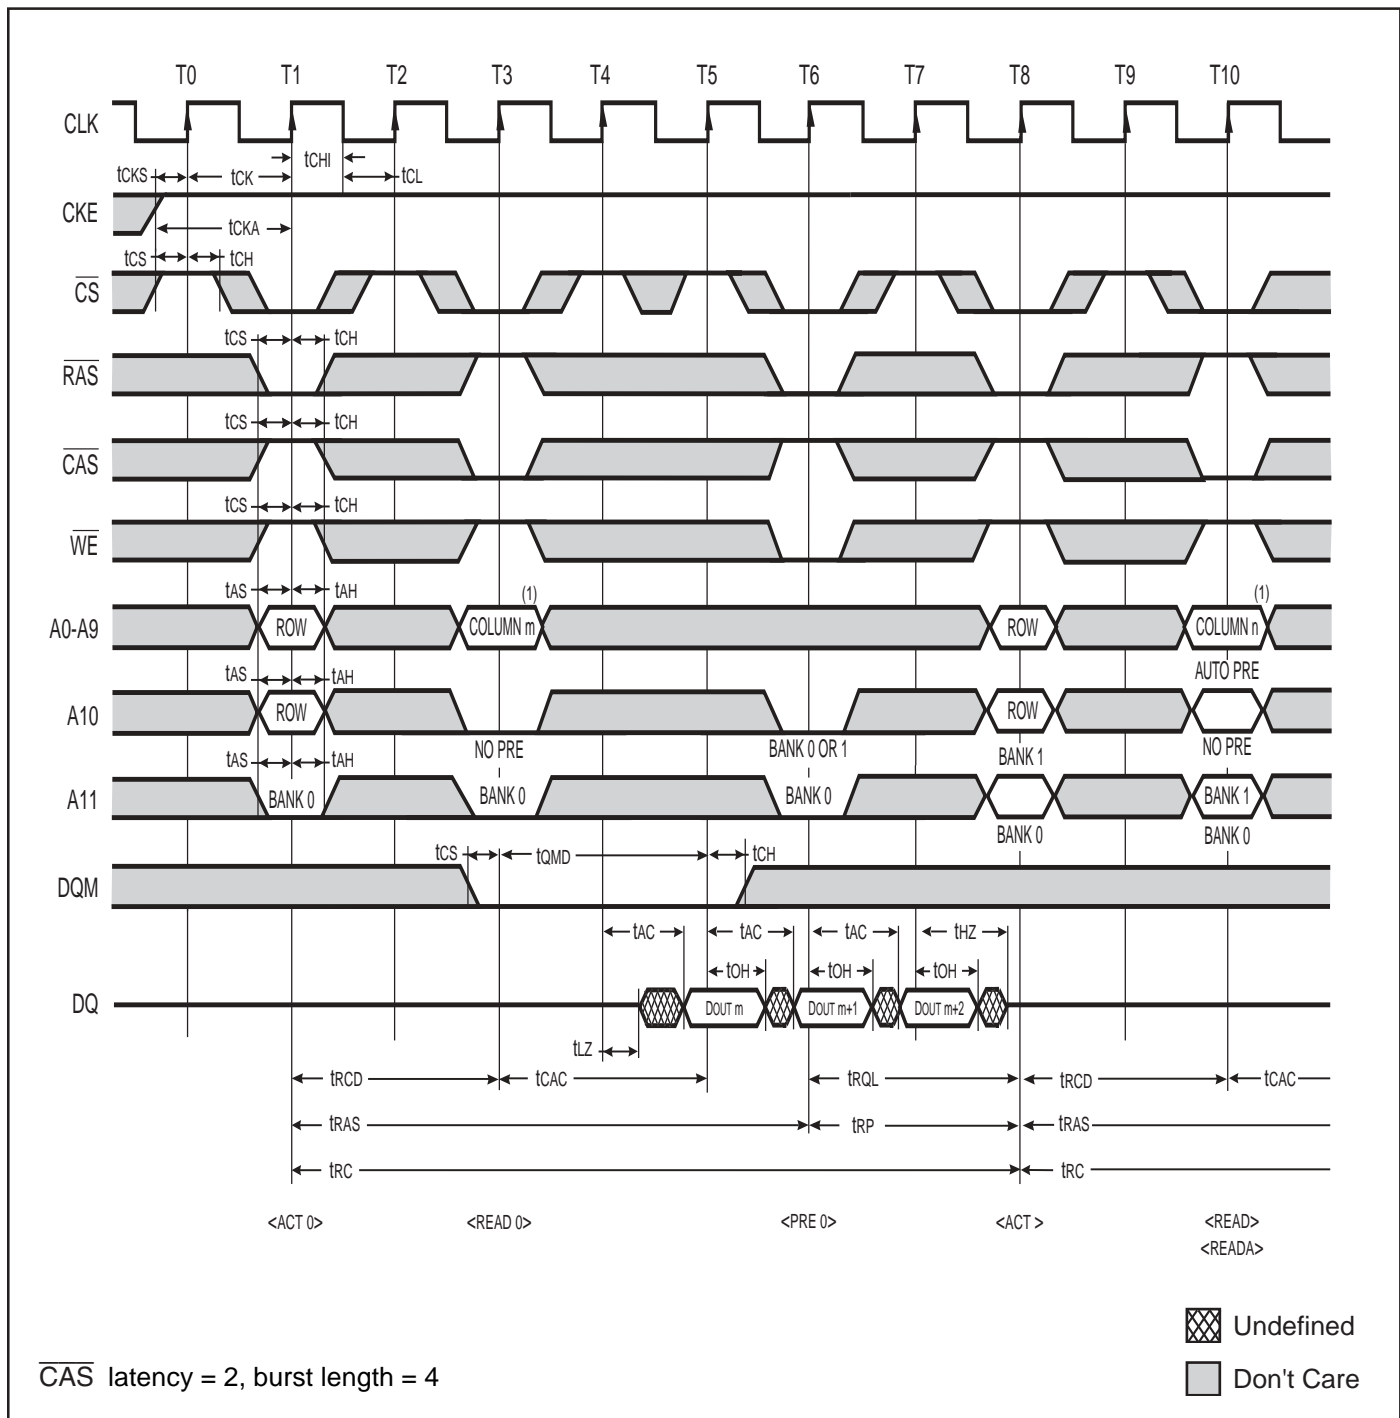 T0 T1 T2 T3 T4 T5 T6 T7 T8 T9 T10
CLK
tCHI
tCKS tCK tCL
CKE
tCKA
tCS tCH
CS
tCS tCH
RAS
tCS tCH
CAS
tCS tCH
WE
tAS tAH (1) (1)
A0-A9 ROW COLUMN m ROW COLUMN n
AUTO PRE
tAS tAH
A10 ROW ROW
NO PRE BANK 0 OR 1 BANK 1 NO PRE
tAS tAH
A11 BANK 0 BANK 0 BANK 0 BANK 1
BANK 0 BANK 0
tCS tQMD tCH
DQM
tAC tAC tAC tHZ
tOH tOH tOH
DQ DOUT m DOUT m+1 DOUT m+2
tLZ
tRCD tCAC tRQL tRCD tCAC
tRAS tRP tRAS
tRC tRC
<ACT 0> <READ 0> <PRE 0> <ACT > <READ>
<READA>
Undefined
CAS latency = 2, burst length = 4
Don't Care